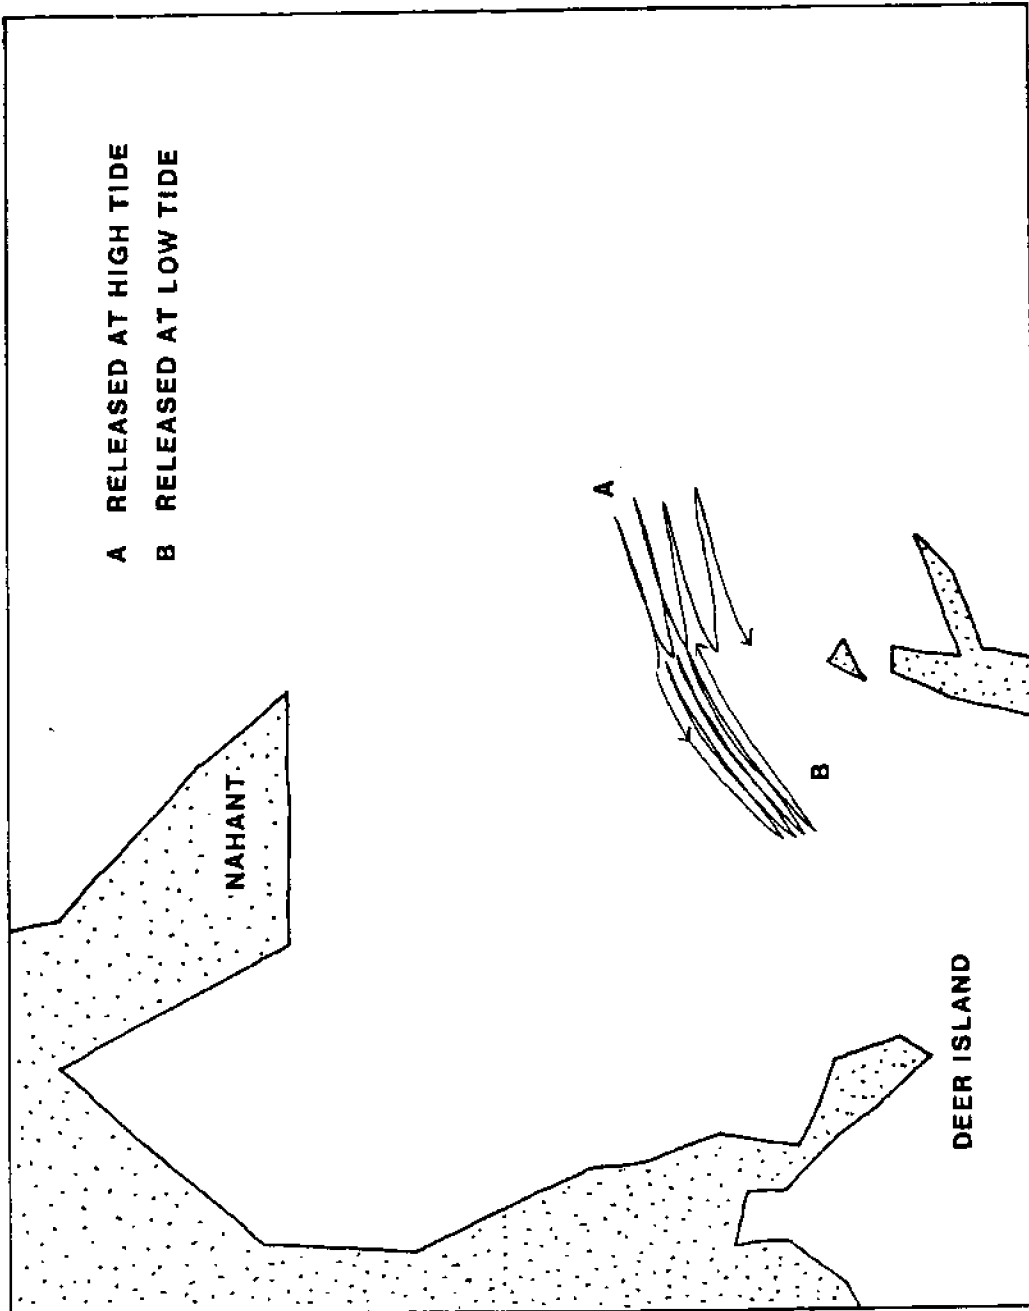 A RELEASED AT HIGH TIDE
B RELEASED AT LOW TIDE
NAHANT
A
B
DEER ISLAND